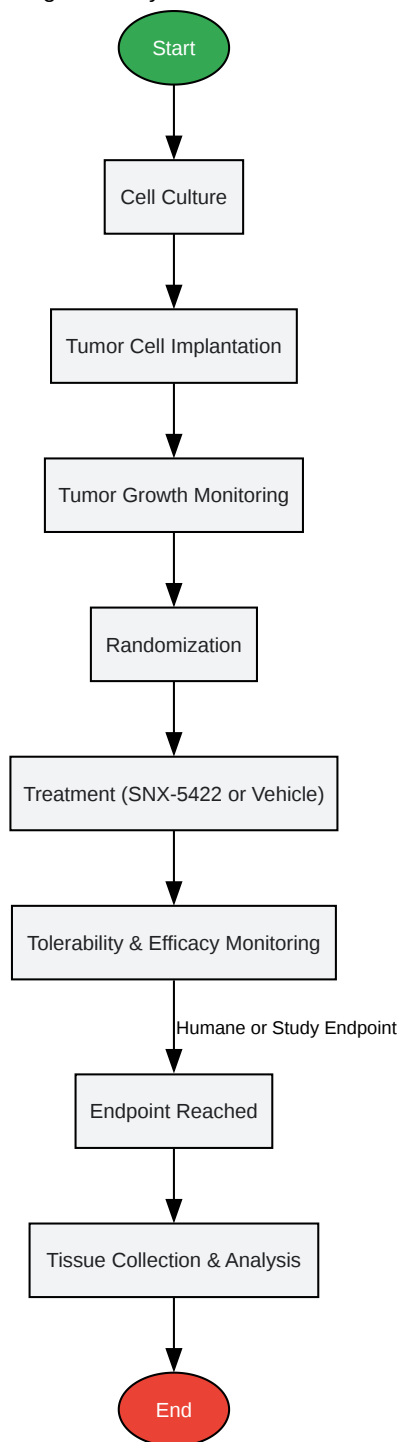 Start
Cell Culture
Tumor Cell Implantation
Tumor Growth Monitoring
Randomization
Treatment (SNX-5422 or Vehicle)
Tolerability & Efficacy Monitoring
Humane or Study Endpoint
Endpoint Reached
Tissue Collection & Analysis
End